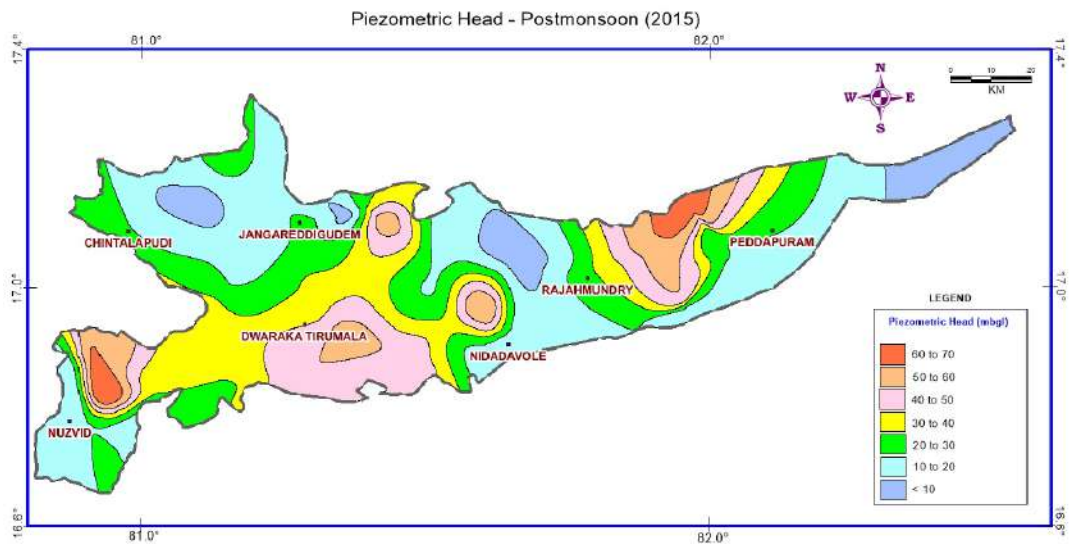 Piezometric Head - Postmonsoon (2015)
81.0° 82.0°
17.4° 17.4°
N
W E
S
0 10 20
KM
CHINTALAPUDI
JANGAREDDIGUDEM
PEDDAPURAM
17.0° 17.0°
RAJAHMUNDRY
DWARAKA TIRUMALA
NIDADAVOLE
NUZVID
LEGEND
Piezometric Head (mbgl)
60 to 70
50 to 60
40 to 50
30 to 40
20 to 30
10 to 20
< 10
16.6° 16.6°
81.0° 82.0°